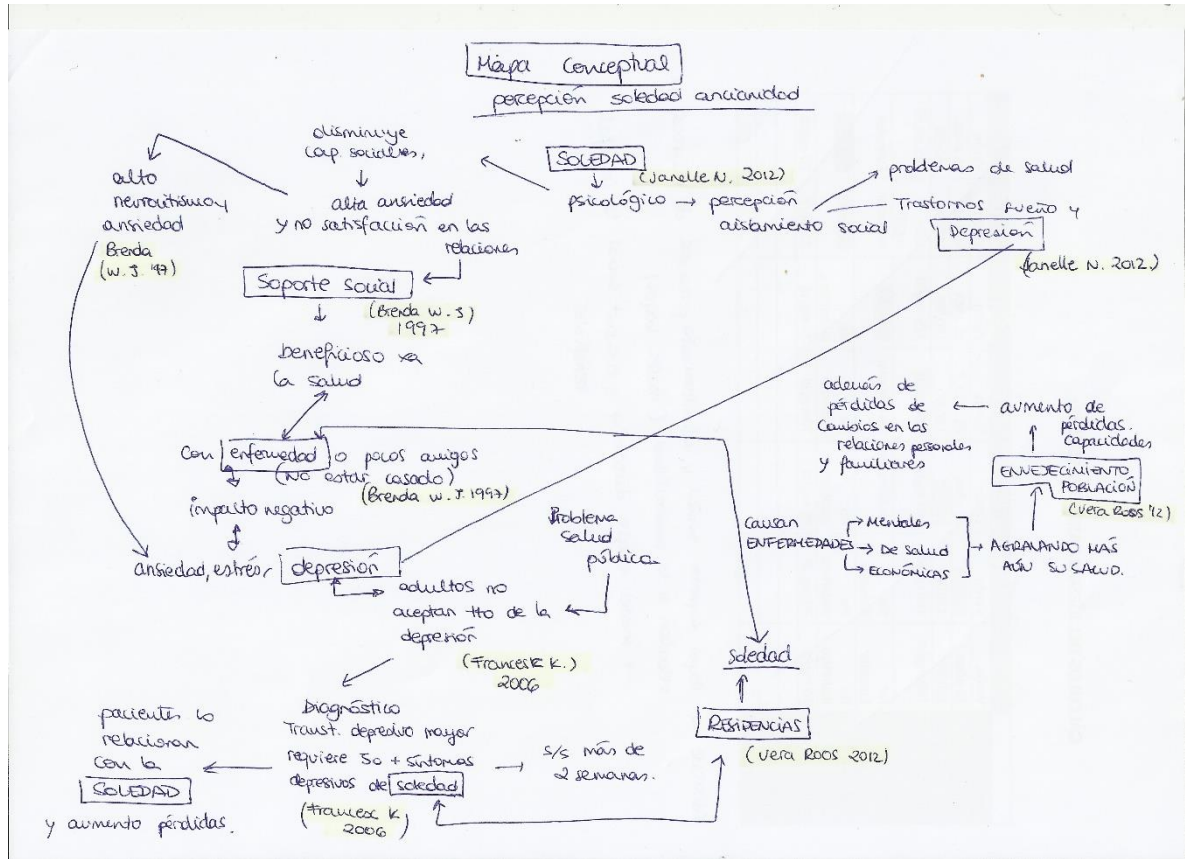 Mapa Conceptual
percepción soledad ancianidad
disminuye
cap. sociales,
alta ansiedad
y no satisfacción en las
relaciones
alto
neuroticismo y
ansiedad
Brenda
(W. J. '97)
SOLEDAD
(Janelle N. 2012)
psicológico → percepción
aislamiento social
problemas de salud
Trastornos sueño y
Depresión
(Janelle N. 2012.)
Soporte social
(Brenda W. J)
1997
beneficioso xa
la salud
Con enfermedad o pocos amigos
(No estar casado)
(Brenda W. J. 1997)
impacto negativo
ansiedad, estrés, depresión
Problema
salud
pública
adultos no
aceptan tto de la
depresión
(Francesk K.)
2006
Diagnóstico
Transt. depresivo mayor
requiere 5 o + síntomas
depresivos de soledad
(Francesc K
2006)
→ s/s más de
2 semanas.
pacientes lo
relacionan
con la
SOLEDAD
y aumento pérdidas.
además de
pérdidas de
cambios en las
relaciones personales
y familiares
← aumento de
pérdidas.
capacidades
ENVEJECIMIENTO
POBLACIÓN
(Vera Ross '12)
CAUSAN
ENFERMEDADES
→ Mentales
→ De salud
→ ECONÓMICAS
→ AGRAVANDO MÁS
AÚN SU SALUD.
Soledad
RESIDENCIAS
(Vera Roos 2012)